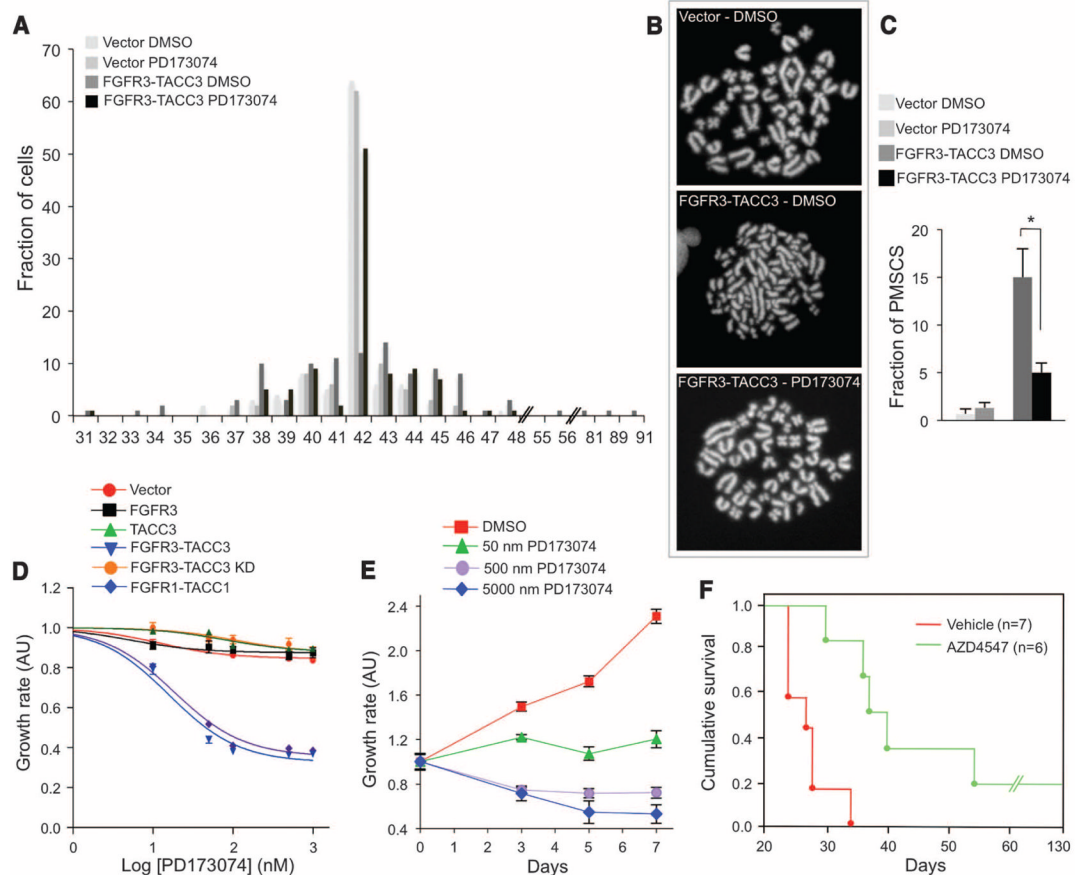 A
Vector DMSO
Vector PD173074
FGFR3-TACC3 DMSO
FGFR3-TACC3 PD173074
Fraction of cells
70
60
50
40
30
20
10
0
31 32 33 34 35 36 37 38 39 40 41 42 43 44 45 46 47 48 55 56 81 89 91
B
Vector - DMSO
FGFR3-TACC3 - DMSO
FGFR3-TACC3 - PD173074
C
Vector DMSO
Vector PD173074
FGFR3-TACC3 DMSO
FGFR3-TACC3 PD173074
Fraction of PMSCS
20
15
10
5
0
*
D
Vector
FGFR3
TACC3
FGFR3-TACC3
FGFR3-TACC3 KD
FGFR1-TACC1
Growth rate (AU)
1.2
1.0
0.8
0.6
0.4
0.2
0.0
0 1 2 3
Log [PD173074] (nM)
E
DMSO
50 nm PD173074
500 nm PD173074
5000 nm PD173074
Growth rate (AU)
2.4
2.0
1.6
1.2
0.8
0.4
0 1 2 3 4 5 6 7
Days
F
Vehicle (n=7)
AZD4547 (n=6)
Cumulative survival
1.0
0.8
0.6
0.4
0.2
0.0
20 30 40 50 60 130
Days